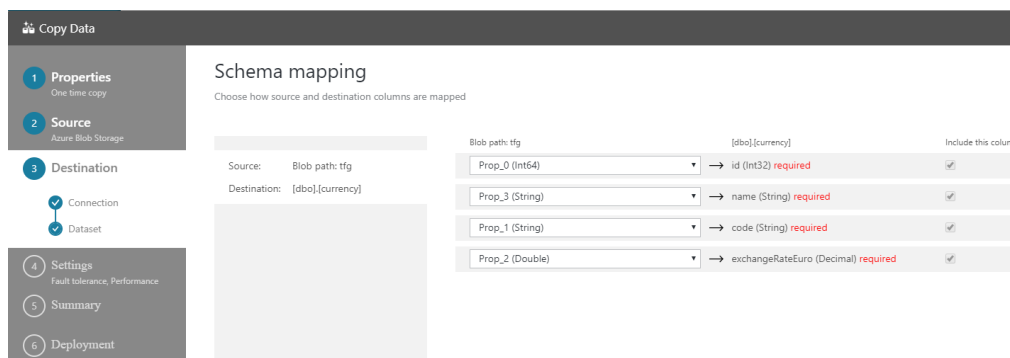 Copy Data
1 Properties
One time copy
2 Source
Azure Blob Storage
3 Destination
Connection
Dataset
4 Settings
Fault tolerance, Performance
5 Summary
6 Deployment
Schema mapping
Choose how source and destination columns are mapped
Source: Blob path: tfg
Destination: [dbo].[currency]
Blob path: tfg [dbo].[currency] Include this colum
Prop_0 (Int64) → id (Int32) required
Prop_3 (String) → name (String) required
Prop_1 (String) → code (String) required
Prop_2 (Double) → exchangeRateEuro (Decimal) required